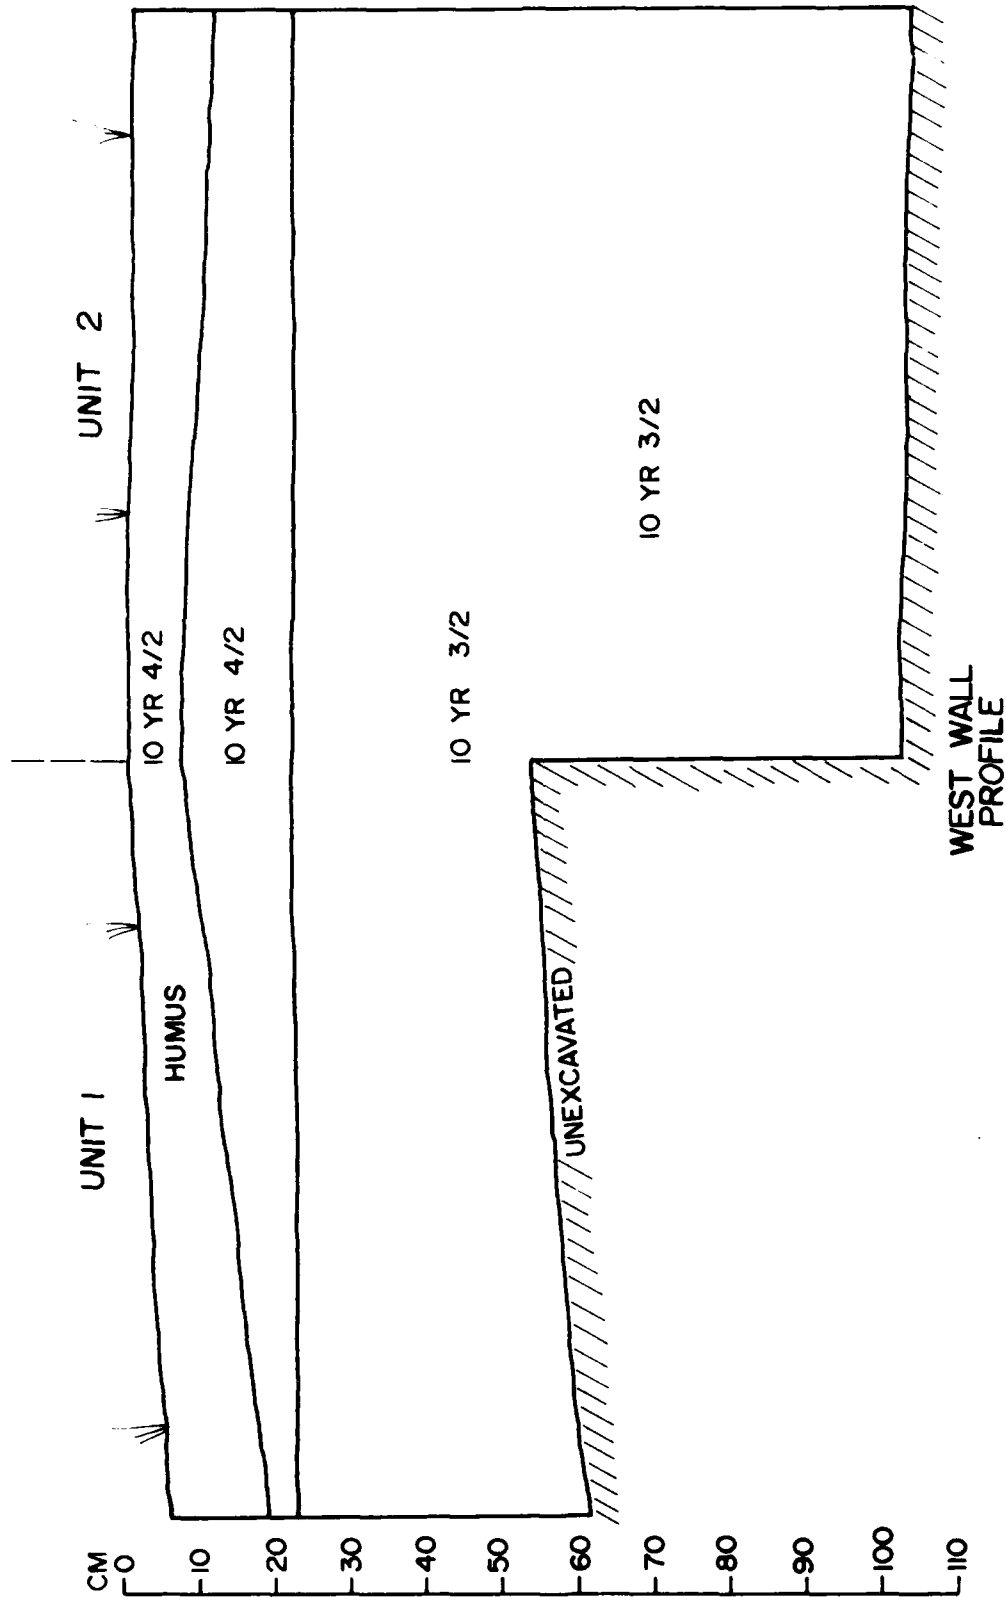 UNIT 1
UNIT 2
CM
0
10
20
30
40
50
60
70
80
90
100
110
HUMUS
10 YR 4/2
10 YR 4/2
10 YR 3/2
10 YR 3/2
UNEXCAVATED
WEST WALL
PROFILE